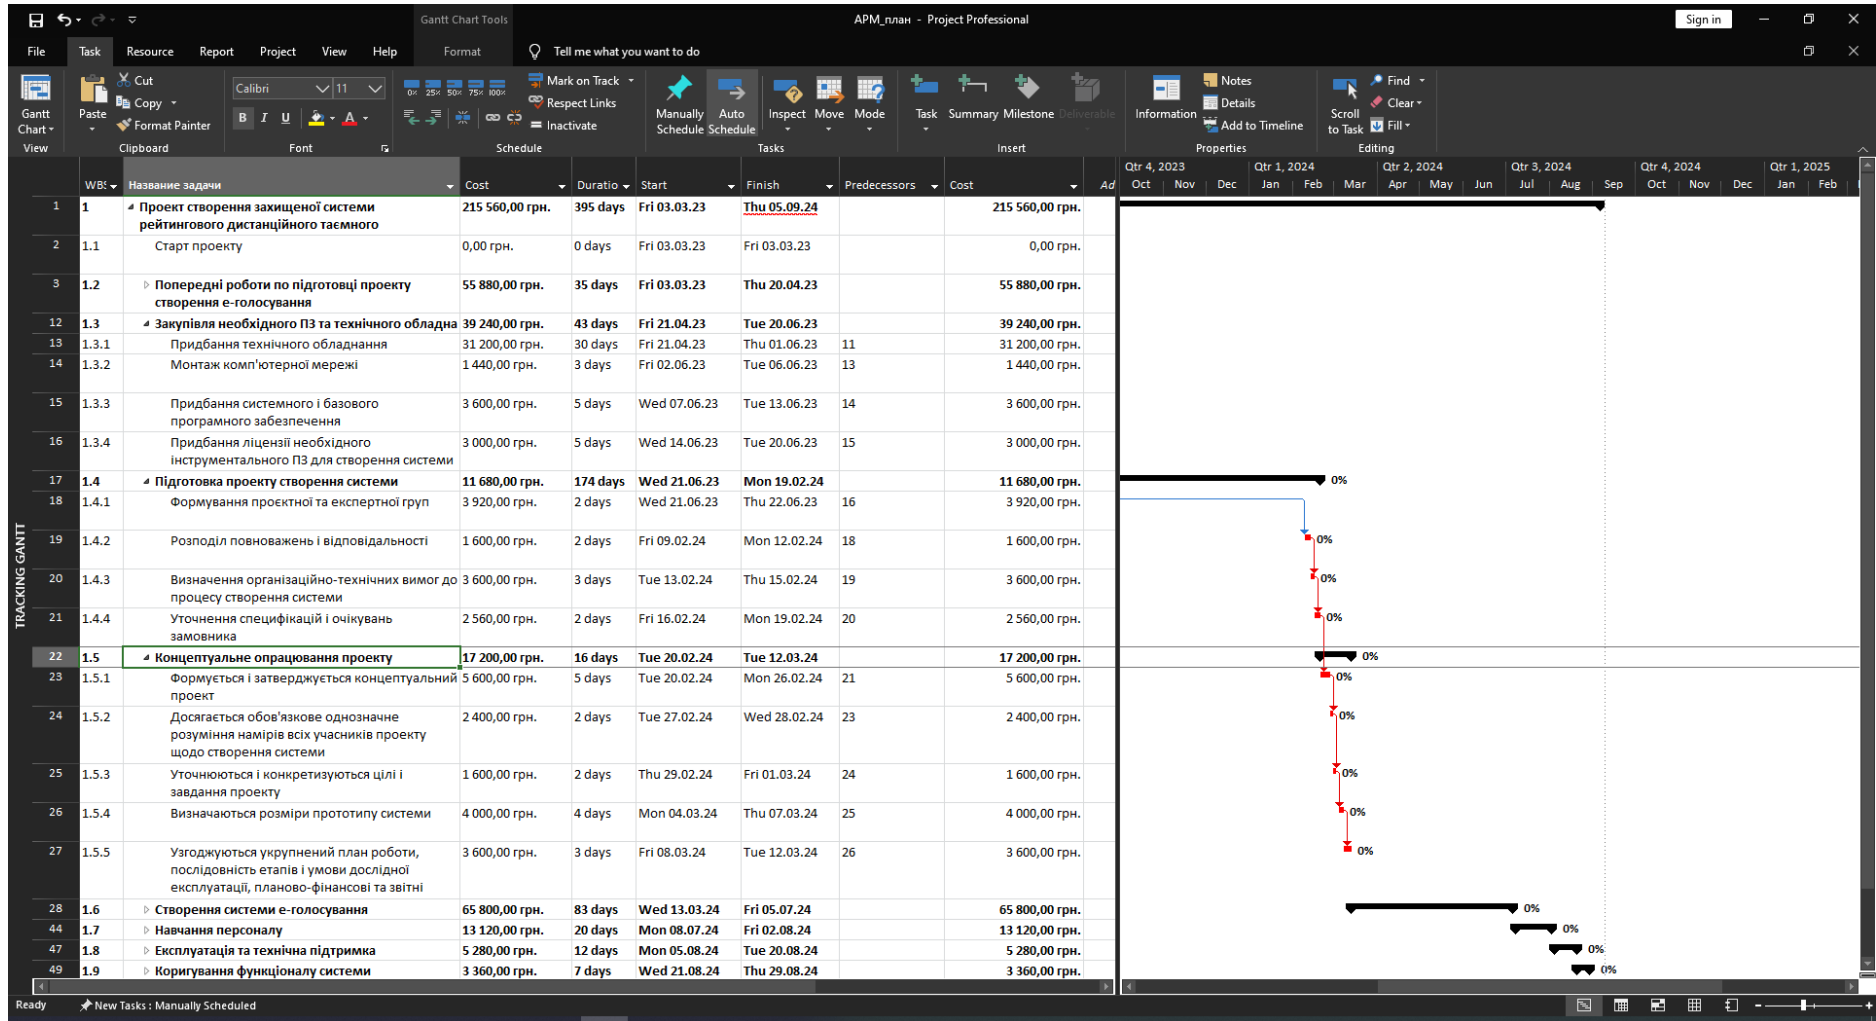 Gantt Chart Tools
АРМ_план - Project Professional
Sign in
File Task Resource Report Project View Help Format Tell me what you want to do
Gantt Chart
View
Paste
Cut
Copy
Format Painter
Clipboard
Calibri 11
B I U A
Font
0% 25% 50% 75% 100%
Mark on Track
Respect Links
Inactivate
Schedule
Manually Schedule
Auto Schedule
Inspect Move Mode
Tasks
Task Summary Milestone Deliverable
Insert
Information
Notes
Details
Add to Timeline
Properties
Scroll to Task
Find
Clear
Fill
Editing
Qtr 4, 2023 Qtr 1, 2024 Qtr 2, 2024 Qtr 3, 2024 Qtr 4, 2024 Qtr 1, 2025
WBS Название задачи Cost Duratio Start Finish Predecessors Cost Ad
Oct Nov Dec Jan Feb Mar Apr May Jun Jul Aug Sep Oct Nov Dec Jan Feb
1 1 Проект створення захищеної системи 215 560,00 грн. 395 days Fri 03.03.23 Thu 05.09.24 215 560,00 грн.
рейтингового дистанційного таємного
2 1.1 Старт проекту 0,00 грн. 0 days Fri 03.03.23 Fri 03.03.23 0,00 грн.
3 1.2 Попередні роботи по підготовці проекту 55 880,00 грн. 35 days Fri 03.03.23 Thu 20.04.23 55 880,00 грн.
створення е-голосування
12 1.3 Закупівля необхідного ПЗ та технічного обладна 39 240,00 грн. 43 days Fri 21.04.23 Tue 20.06.23 39 240,00 грн.
13 1.3.1 Придбання технічного обладнання 31 200,00 грн. 30 days Fri 21.04.23 Thu 01.06.23 11 31 200,00 грн.
14 1.3.2 Монтаж комп'ютерної мережі 1 440,00 грн. 3 days Fri 02.06.23 Tue 06.06.23 13 1 440,00 грн.
15 1.3.3 Придбання системного і базового 3 600,00 грн. 5 days Wed 07.06.23 Tue 13.06.23 14 3 600,00 грн.
програмного забезпечення
16 1.3.4 Придбання ліцензії необхідного 3 000,00 грн. 5 days Wed 14.06.23 Tue 20.06.23 15 3 000,00 грн.
інструментального ПЗ для створення системи
17 1.4 Підготовка проекту створення системи 11 680,00 грн. 174 days Wed 21.06.23 Mon 19.02.24 11 680,00 грн. 0%
18 1.4.1 Формування проєктної та експертної груп 3 920,00 грн. 2 days Wed 21.06.23 Thu 22.06.23 16 3 920,00 грн.
19 1.4.2 Розподіл повноважень і відповідальності 1 600,00 грн. 2 days Fri 09.02.24 Mon 12.02.24 18 1 600,00 грн. 0%
20 1.4.3 Визначення організаційно-технічних вимог до 3 600,00 грн. 3 days Tue 13.02.24 Thu 15.02.24 19 3 600,00 грн. 0%
процесу створення системи
21 1.4.4 Уточнення специфікацій і очікувань 2 560,00 грн. 2 days Fri 16.02.24 Mon 19.02.24 20 2 560,00 грн. 0%
замовника
22 1.5 Концептуальне опрацювання проекту 17 200,00 грн. 16 days Tue 20.02.24 Tue 12.03.24 17 200,00 грн. 0%
23 1.5.1 Формується і затверджується концептуальний 5 600,00 грн. 5 days Tue 20.02.24 Mon 26.02.24 21 5 600,00 грн. 0%
проект
24 1.5.2 Досягається обов'язкове однозначне 2 400,00 грн. 2 days Tue 27.02.24 Wed 28.02.24 23 2 400,00 грн. 0%
розуміння намірів всіх учасників проекту
щодо створення системи
25 1.5.3 Уточнюються і конкретизуються цілі і 1 600,00 грн. 2 days Thu 29.02.24 Fri 01.03.24 24 1 600,00 грн. 0%
завдання проекту
26 1.5.4 Визначаються розміри прототипу системи 4 000,00 грн. 4 days Mon 04.03.24 Thu 07.03.24 25 4 000,00 грн. 0%
27 1.5.5 Узгоджуються укрупнений план роботи, 3 600,00 грн. 3 days Fri 08.03.24 Tue 12.03.24 26 3 600,00 грн. 0%
послідовність етапів і умови дослідної
експлуатації, планово-фінансові та звітні
28 1.6 Створення системи е-голосування 65 800,00 грн. 83 days Wed 13.03.24 Fri 05.07.24 65 800,00 грн. 0%
44 1.7 Навчання персоналу 13 120,00 грн. 20 days Mon 08.07.24 Fri 02.08.24 13 120,00 грн. 0%
47 1.8 Експлуатація та технічна підтримка 5 280,00 грн. 12 days Mon 05.08.24 Tue 20.08.24 5 280,00 грн. 0%
49 1.9 Коригування функціоналу системи 3 360,00 грн. 7 days Wed 21.08.24 Thu 29.08.24 3 360,00 грн. 0%
TRACKING GANTT
Ready New Tasks : Manually Scheduled